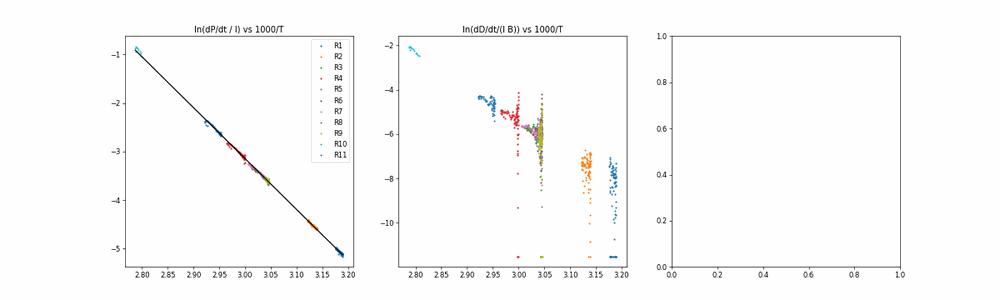 ln(dP/dt / I) vs 1000/T
−1
−2
−3
−4
−5
2.80 2.85 2.90 2.95 3.00 3.05 3.10 3.15 3.20
R1
R2
R3
R4
R5
R6
R7
R8
R9
R10
R11
ln(dD/dt/(I B)) vs 1000/T
−2
−4
−6
−8
−10
2.80 2.85 2.90 2.95 3.00 3.05 3.10 3.15 3.20
1.0
0.8
0.6
0.4
0.2
0.0
0.0 0.2 0.4 0.6 0.8 1.0